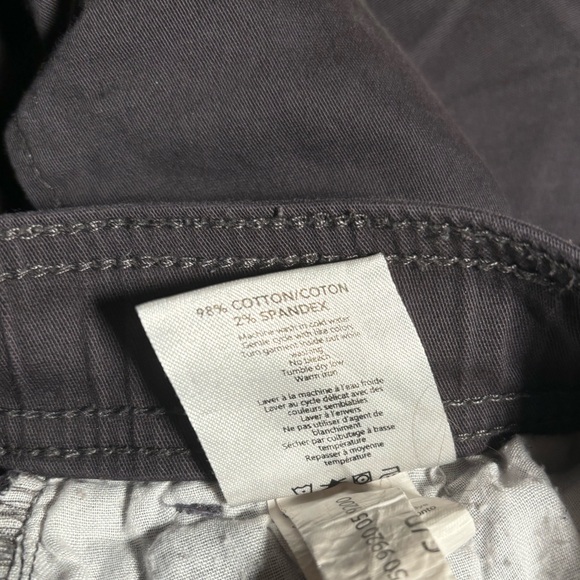 98% COTTON/COTON
2% SPANDEX
Machine wash in cold water
Gentle cycle with like colors
Turn garment inside out while
washing
No bleach
Tumble dry low
Warm iron
Laver à la machine à l'eau froide
Laver au cycle délicat avec des
couleurs semblables
Laver à l'envers
Ne pas utiliser d'agent de
blanchiment
Sécher par culbutage à basse
température
Repasser à moyenne
température